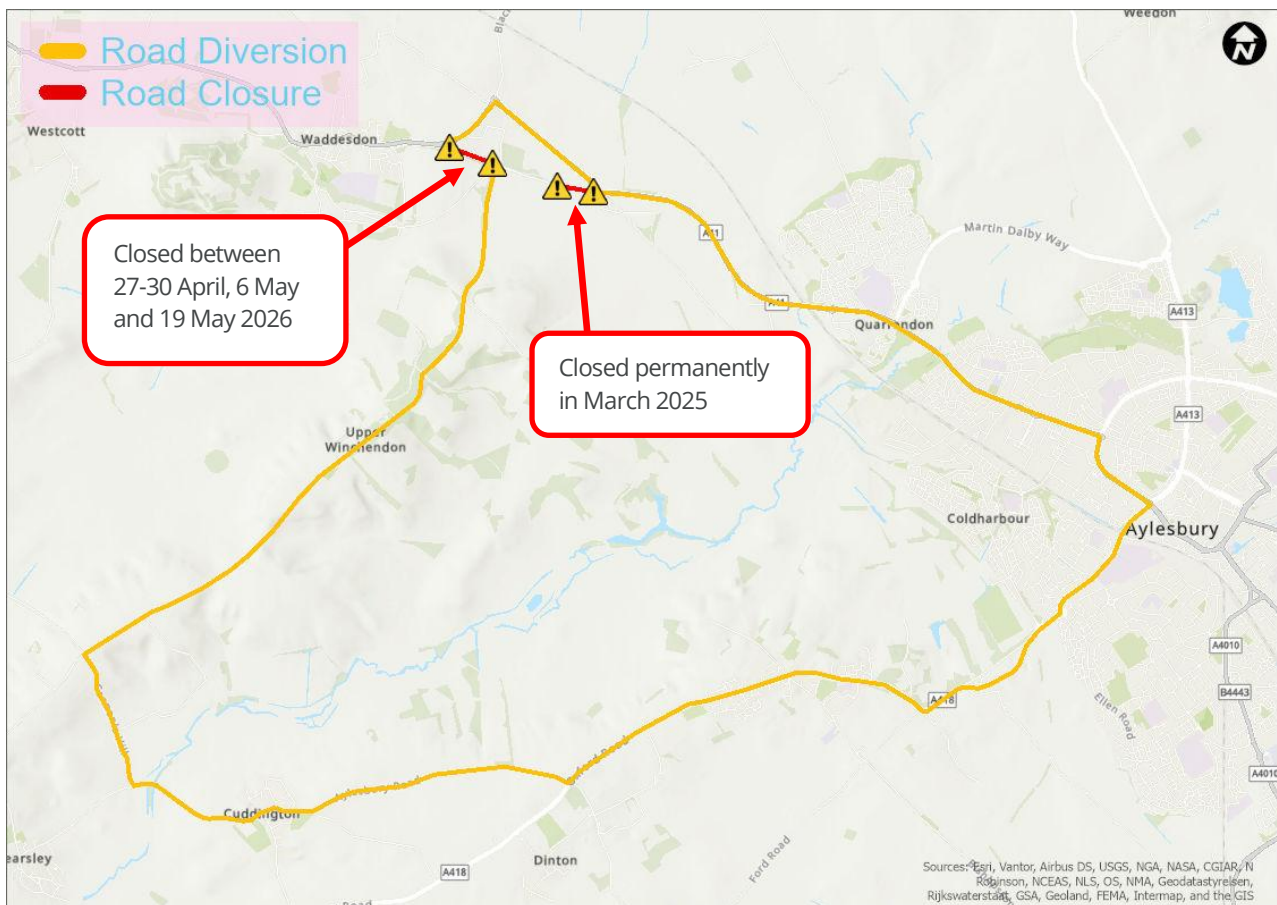 Weedon
Blac
N
Road Diversion
Road Closure
Westcott
Waddesdon
Closed between
27-30 April, 6 May
and 19 May 2026
A41
Martin Dalby Way
A41
A413
Quarrendon
Closed permanently
in March 2025
A413
Upper
Winchendon
Coldharbour
Aylesbury
A4010
B4443
A418
Ellen Road
Oxford Road
A4010
Aylesbury Road
Cuddington
earsley
Dinton
A418
Ford Road
Road
Sources: Esri, Vantor, Airbus DS, USGS, NGA, NASA, CGIAR, N
Robinson, NCEAS, NLS, OS, NMA, Geodatastyrelsen,
Rijkswaterstaat, GSA, Geoland, FEMA, Intermap, and the GIS